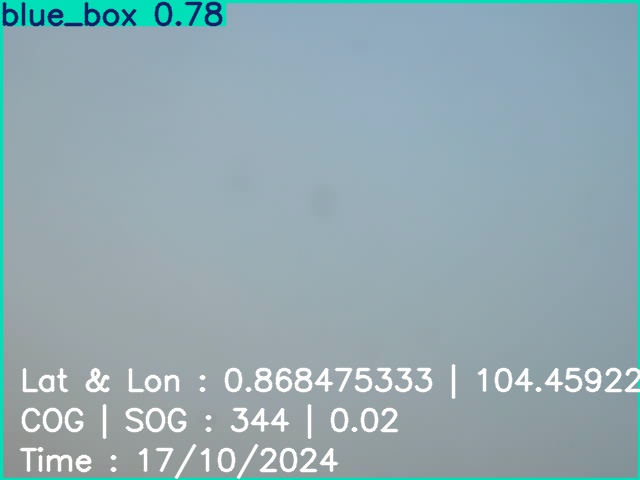 blue_box 0.78
Lat & Lon : 0.868475333 | 104.45922
COG | SOG : 344 | 0.02
Time : 17/10/2024